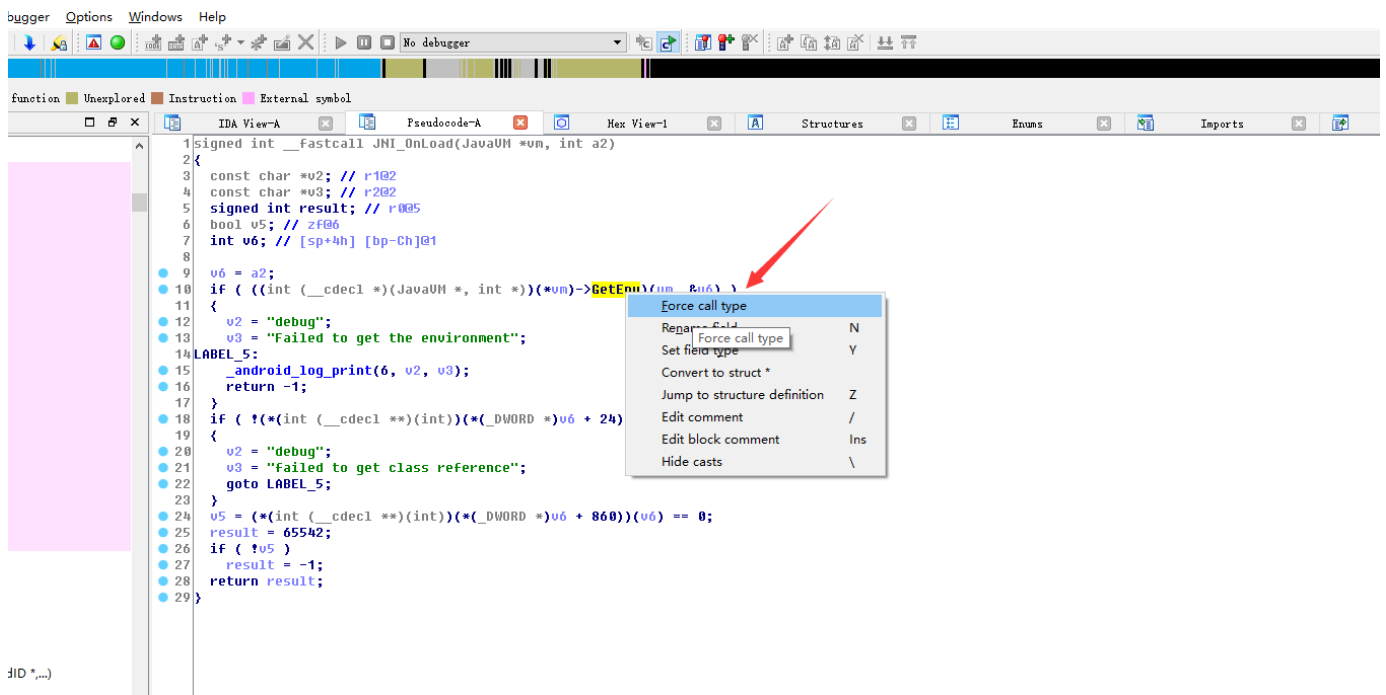 bugger Options Windows Help
No debugger
function Unexplored Instruction External symbol
IDA View-A Pseudocode-A Hex View-1 Structures Enums Imports
1 signed int __fastcall JNI_OnLoad(JavaVM *vm, int a2)
2 {
3 const char *v2; // r1@2
4 const char *v3; // r2@2
5 signed int result; // r0@5
6 bool v5; // zf@6
7 int v6; // [sp+4h] [bp-Ch]@1
8
9 v6 = a2;
10 if ( ((int (__cdecl *)(JavaVM *, int *))(*vm)->GetEnv)(vm, &v6) )
11 {
12 v2 = "debug";
13 v3 = "Failed to get the environment";
14 LABEL_5:
15 _android_log_print(6, v2, v3);
16 return -1;
17 }
18 if ( !(*(int (__cdecl **)(int))(*(_DWORD *)v6 + 24)
19 {
20 v2 = "debug";
21 v3 = "failed to get class reference";
22 goto LABEL_5;
23 }
24 v5 = (*(int (__cdecl **)(int))(*(_DWORD *)v6 + 860))(v6) == 0;
25 result = 65542;
26 if ( !v5 )
27 result = -1;
28 return result;
29 }
Force call type
Rename field N
Force call type
Set field type Y
Convert to struct *
Jump to structure definition Z
Edit comment /
Edit block comment Ins
Hide casts \
dID *,...)